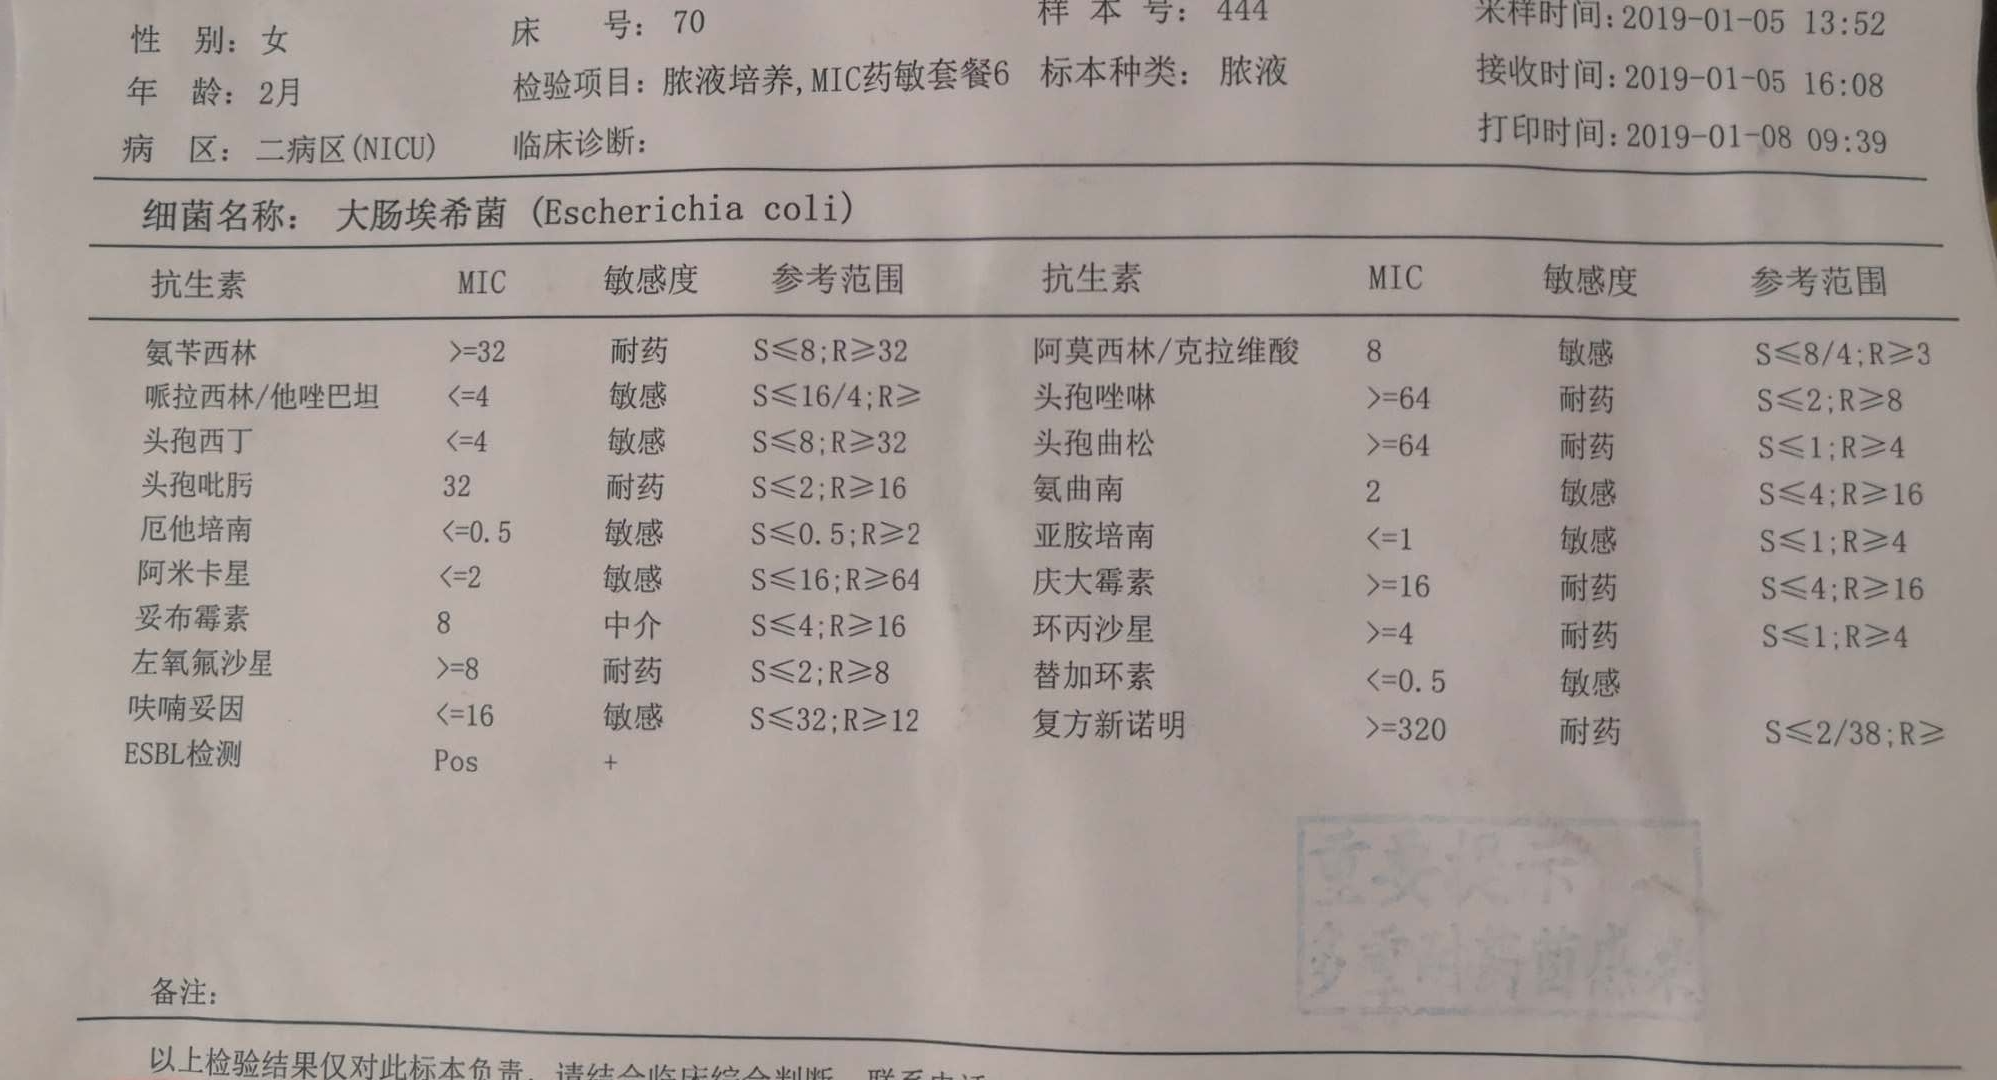 性 别：女 床 号：70 样 本 号：444 采样时间：2019-01-05 13:52
年 龄：2月 检验项目：脓液培养,MIC药敏套餐6 标本种类：脓液 接收时间：2019-01-05 16:08
病 区：二病区(NICU) 临床诊断： 打印时间：2019-01-08 09:39
细菌名称： 大肠埃希菌 (Escherichia coli)
抗生素 MIC 敏感度 参考范围 抗生素 MIC 敏感度 参考范围
氨苄西林 >=32 耐药 S≤8;R≥32 阿莫西林/克拉维酸 8 敏感 S≤8/4;R≥3
哌拉西林/他唑巴坦 <=4 敏感 S≤16/4;R≥ 头孢唑啉 >=64 耐药 S≤2;R≥8
头孢西丁 <=4 敏感 S≤8;R≥32 头孢曲松 >=64 耐药 S≤1;R≥4
头孢吡肟 32 耐药 S≤2;R≥16 氨曲南 2 敏感 S≤4;R≥16
厄他培南 <=0.5 敏感 S≤0.5;R≥2 亚胺培南 <=1 敏感 S≤1;R≥4
阿米卡星 <=2 敏感 S≤16;R≥64 庆大霉素 >=16 耐药 S≤4;R≥16
妥布霉素 8 中介 S≤4;R≥16 环丙沙星 >=4 耐药 S≤1;R≥4
左氧氟沙星 >=8 耐药 S≤2;R≥8 替加环素 <=0.5 敏感
呋喃妥因 <=16 敏感 S≤32;R≥12 复方新诺明 >=320 耐药 S≤2/38;R≥
ESBL检测 Pos +
重要提示
多重耐药菌感染
备注：
以上检验结果仅对此标本负责，请结合临床综合判断 联系电话